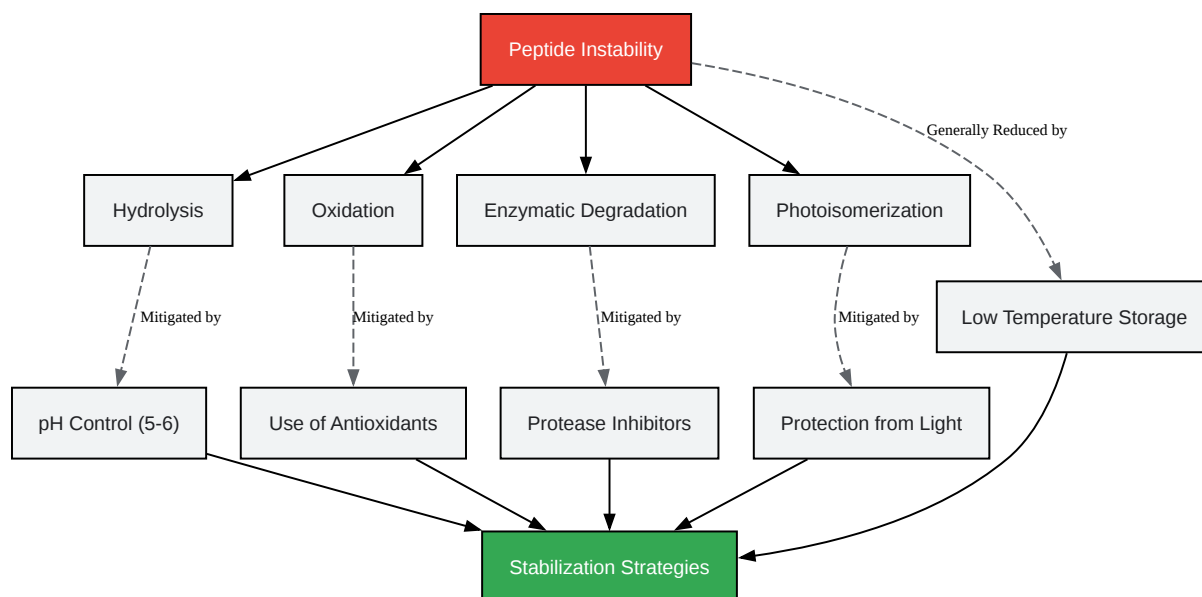 Peptide Instability
Generally Reduced by
Hydrolysis
Oxidation
Enzymatic Degradation
Photoisomerization
Mitigated by
Mitigated by
Mitigated by
Mitigated by
Low Temperature Storage
pH Control (5-6)
Use of Antioxidants
Protease Inhibitors
Protection from Light
Stabilization Strategies